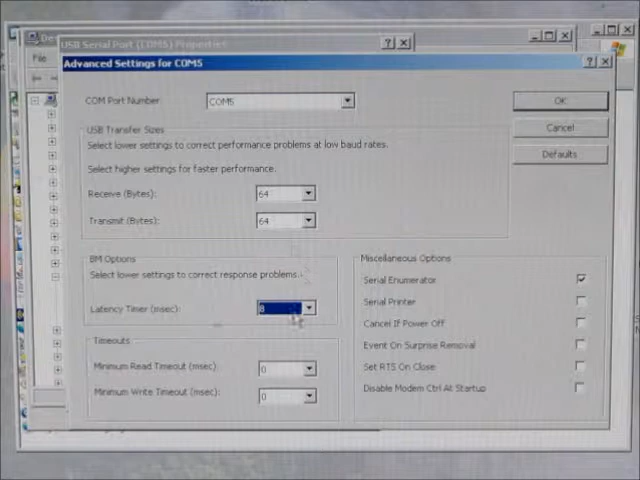 USB Serial Port (COM5) Properties
File
Advanced Settings for COM5
COM Port Number:
COM5
OK
USB Transfer Sizes
Cancel
Select lower settings to correct performance problems at low baud rates.
Defaults
Select higher settings for faster performance.
Receive (Bytes):
64
Transmit (Bytes):
64
BM Options
Miscellaneous Options
Select lower settings to correct response problems.
Serial Enumerator
Latency Timer (msec):
8
Serial Printer
Cancel If Power Off
Timeouts
Event On Surprise Removal
Minimum Read Timeout (msec):
0
Set RTS On Close
Minimum Write Timeout (msec):
0
Disable Modem Ctrl At Startup